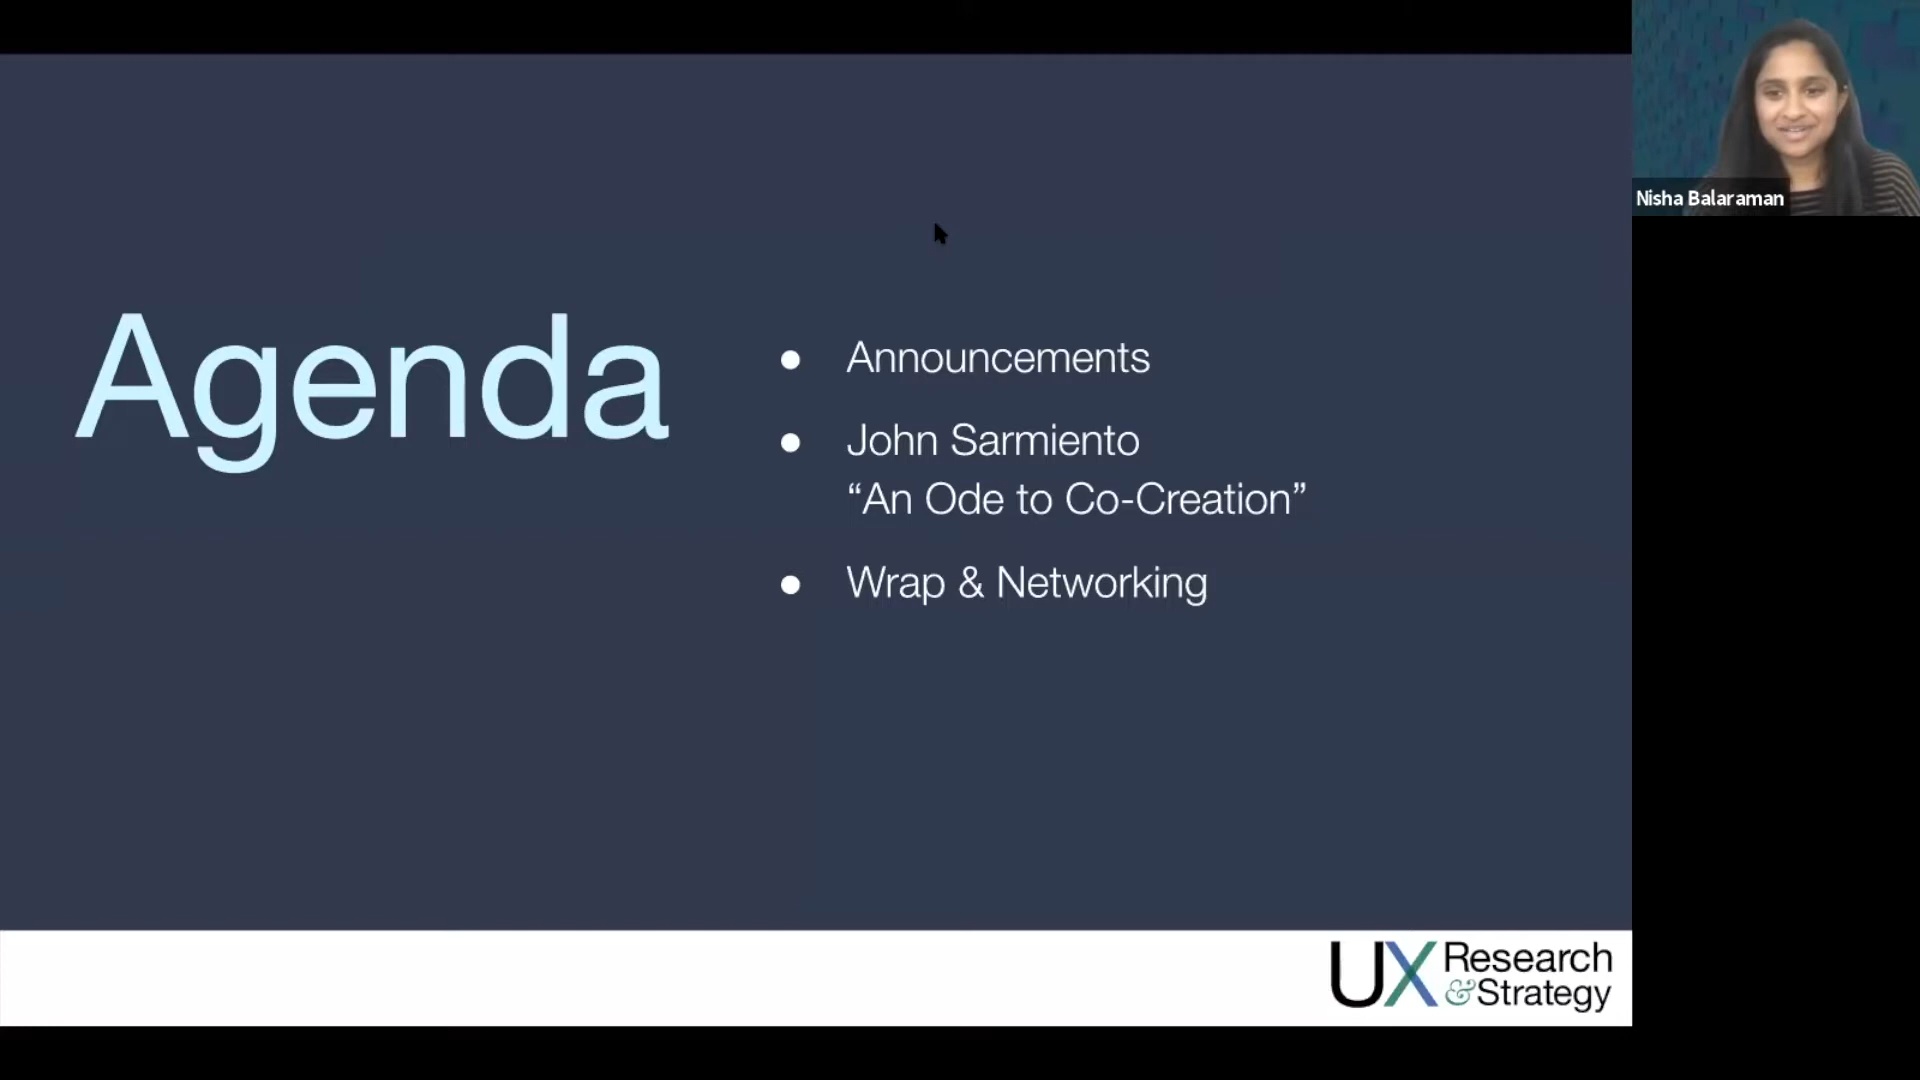 Agenda
● Announcements
● John Sarmiento
“An Ode to Co-Creation”
● Wrap & Networking
Nisha Balaraman
UX Research
& Strategy